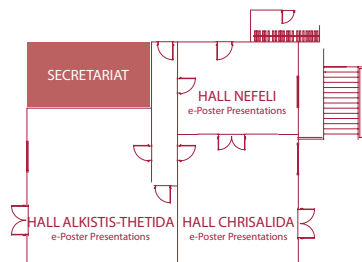 SECRETARIAT
HALL NEFELI
e-Poster Presentations
HALL ALKISTIS-THETIDA
e-Poster Presentations
HALL CHRISALIDA
e-Poster Presentations